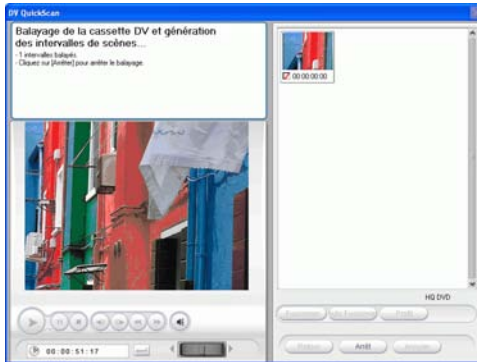 DV QuickScan
Balayage de la cassette DV et génération
des intervalles de scènes...
- 1 intervalles balayés.
- Cliquez sur [Arrêter] pour arrêter le balayage.
00:00:00:00
HQ DVD
Arrêt
00:00:51:17